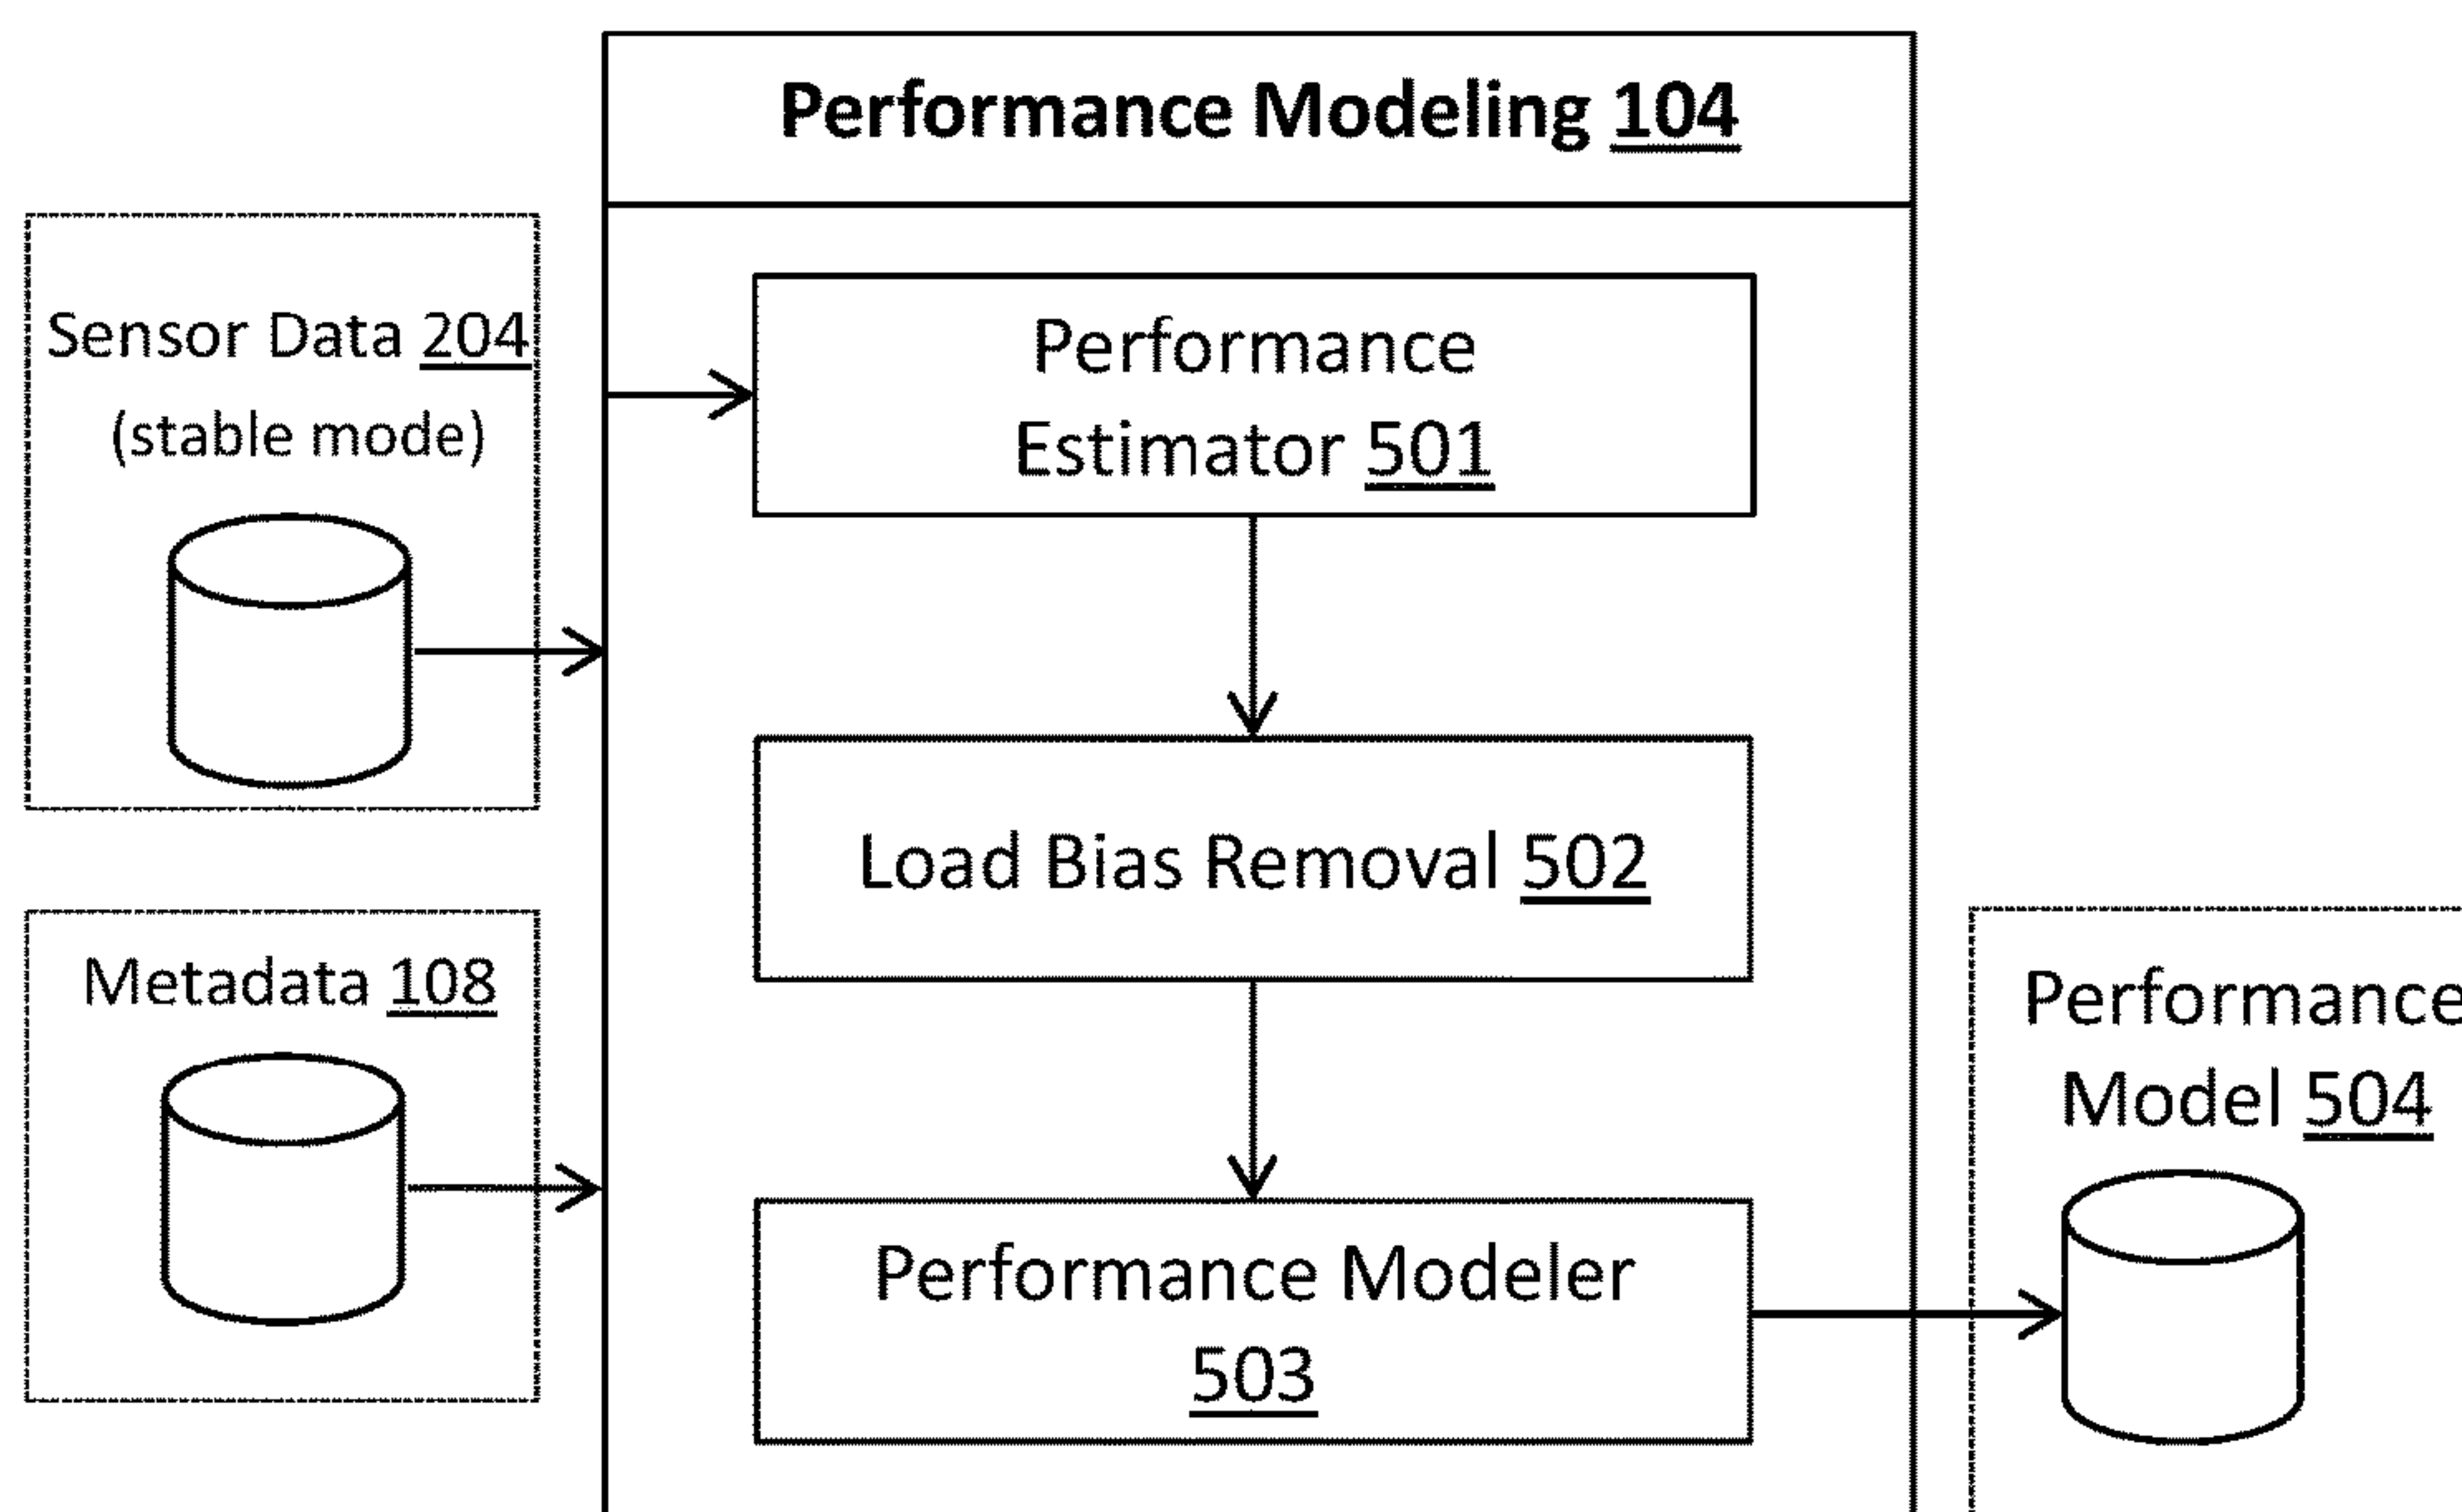 Performance Modeling 104
Sensor Data 204
(stable mode)
Performance
Estimator 501
Load Bias Removal 502
Metadata 108
Performance
Model 504
Performance Modeler
503